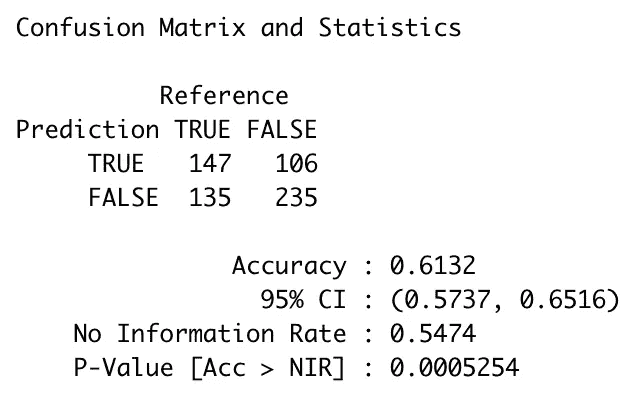 Confusion Matrix and Statistics
Reference
Prediction TRUE FALSE
TRUE 147 106
FALSE 135 235
Accuracy : 0.6132
95% CI : (0.5737, 0.6516)
No Information Rate : 0.5474
P-Value [Acc > NIR] : 0.0005254